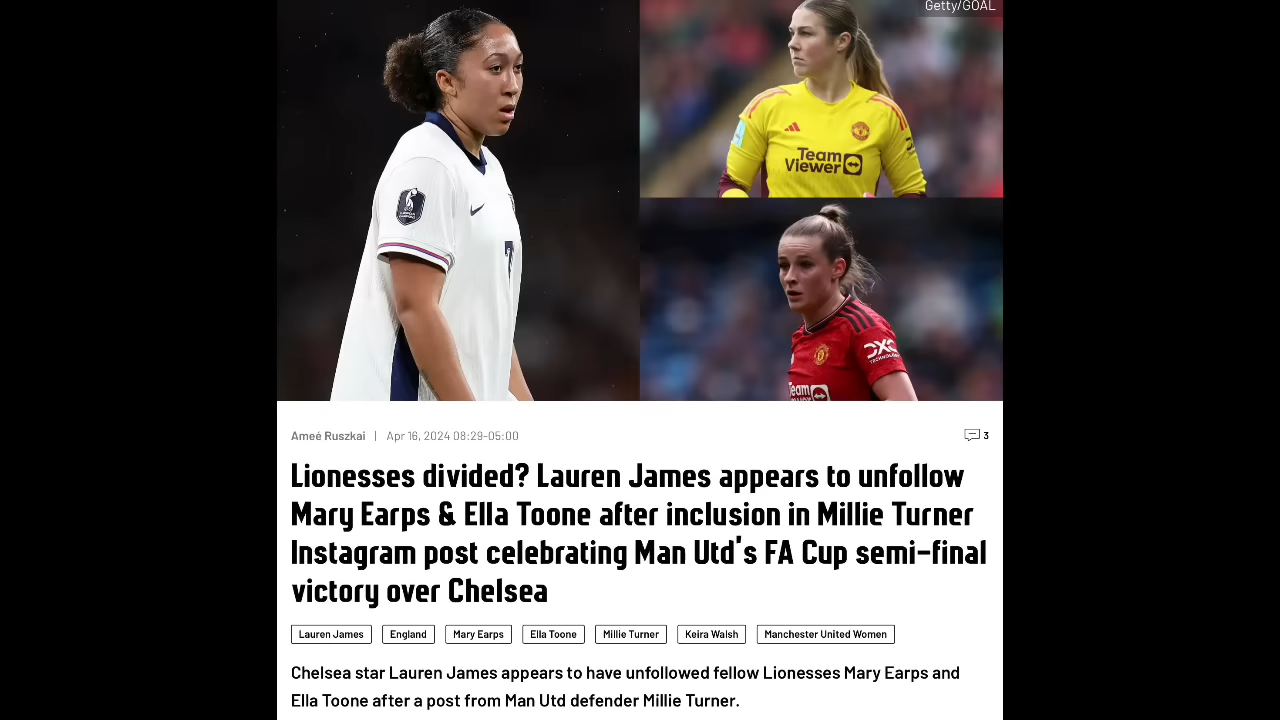 Getty/GOAL
Team
Viewer
DXC
TECHNOLOGY
Team
Ameé Ruszkai | Apr 16, 2024 08:29-05:00
3
Lionesses divided? Lauren James appears to unfollow
Mary Earps & Ella Toone after inclusion in Millie Turner
Instagram post celebrating Man Utd's FA Cup semi-final
victory over Chelsea
Lauren James England Mary Earps Ella Toone Millie Turner Keira Walsh Manchester United Women
Chelsea star Lauren James appears to have unfollowed fellow Lionesses Mary Earps and
Ella Toone after a post from Man Utd defender Millie Turner.